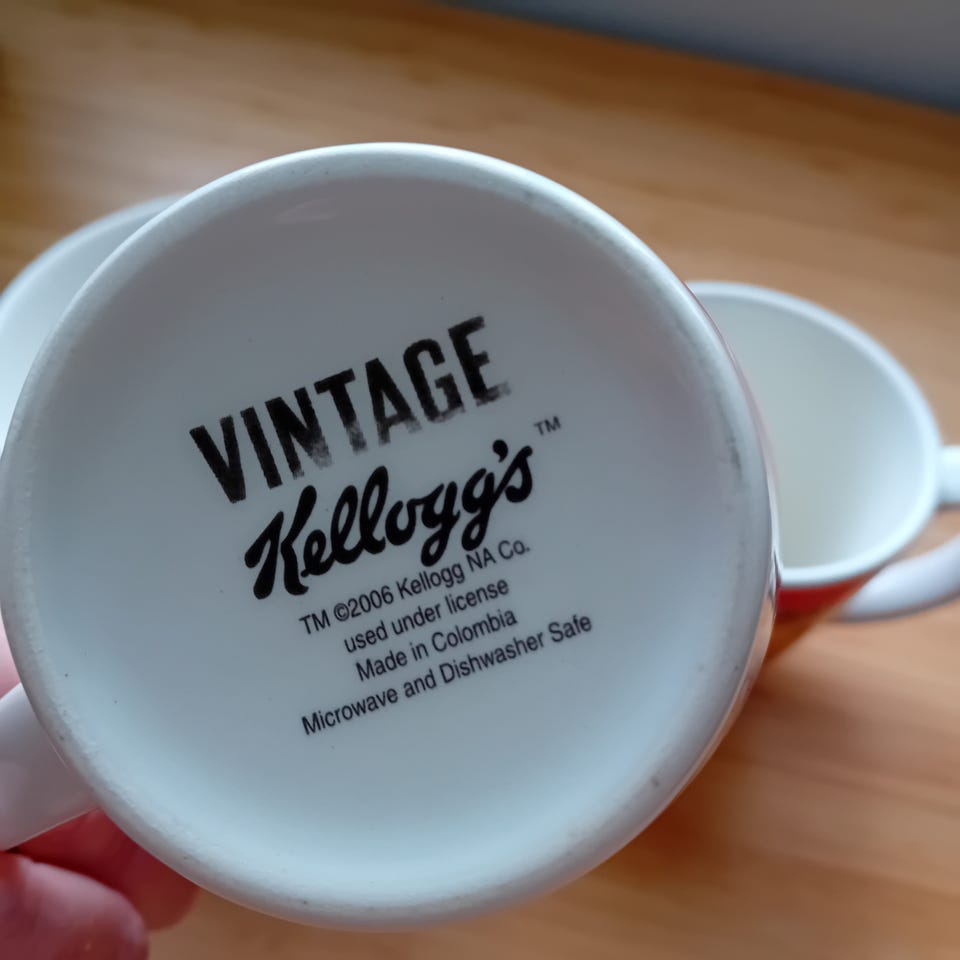 VINTAGE
Kellogg's™
TM ©2006 Kellogg NA Co.
used under license
Made in Colombia
Microwave and Dishwasher Safe